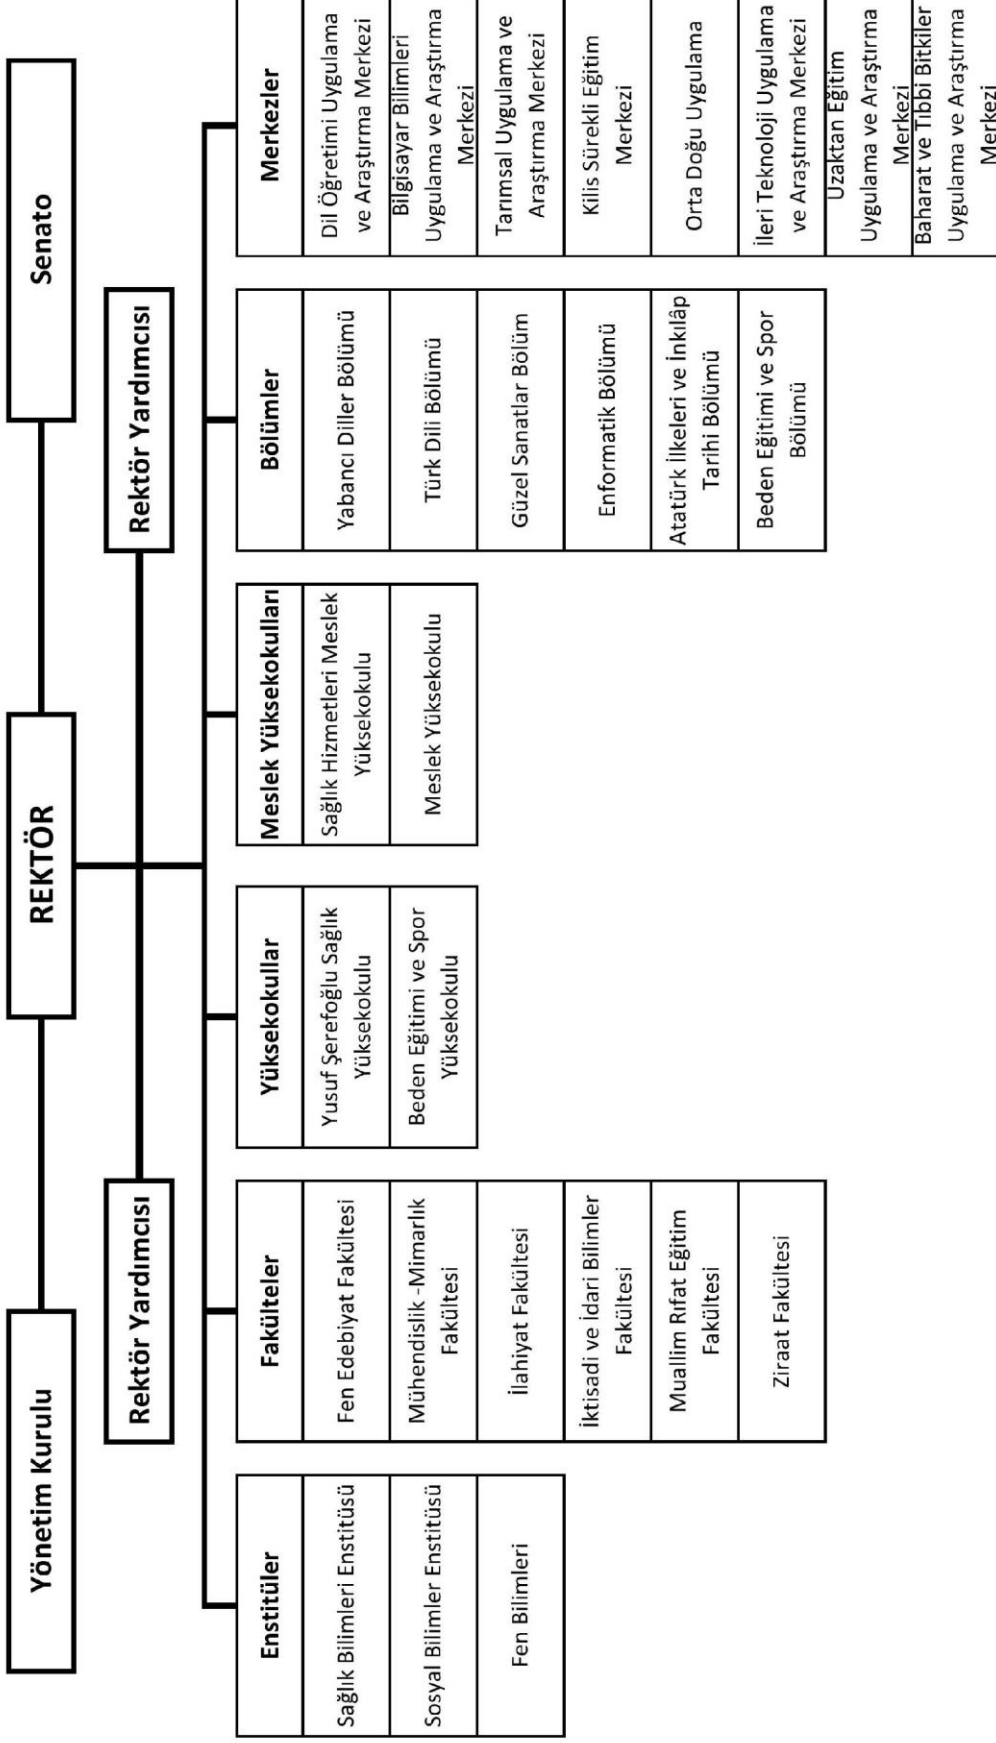 Yönetim Kurulu
REKTÖR
Senato
Rektör Yardımcısı
Rektör Yardımcısı
Enstitüler
Sağlık Bilimleri Enstitüsü
Sosyal Bilimler Enstitüsü
Fen Bilimleri
Fakülteler
Fen Edebiyat Fakültesi
Mühendislik -Mimarlık
Fakültesi
İlahiyat Fakültesi
İktisadi ve İdari Bilimler
Fakültesi
Muallim Rıfat Eğitim
Fakültesi
Ziraat Fakültesi
Yüksekokullar
Yusuf Şerefoğlu Sağlık
Yüksekokulu
Beden Eğitimi ve Spor
Yüksekokulu
Meslek Yüksekokulları
Sağlık Hizmetleri Meslek
Yüksekokulu
Meslek Yüksekokulu
Bölümler
Yabancı Diller Bölümü
Türk Dili Bölümü
Güzel Sanatlar Bölüm
Enformatik Bölümü
Atatürk İlkeleri ve İnkılâp
Tarihi Bölümü
Beden Eğitimi ve Spor
Bölümü
Merkezler
Dil Öğretimi Uygulama
ve Araştırma Merkezi
Bilgisayar Bilimleri
Uygulama ve Araştırma
Merkezi
Tarımsal Uygulama ve
Araştırma Merkezi
Kilis Sürekli Eğitim
Merkezi
Orta Doğu Uygulama
İleri Teknoloji Uygulama
ve Araştırma Merkezi
Uzaktan Eğitim
Uygulama ve Araştırma
Merkezi
Baharat ve Tıbbi Bitkiler
Uygulama ve Araştırma
Merkezi